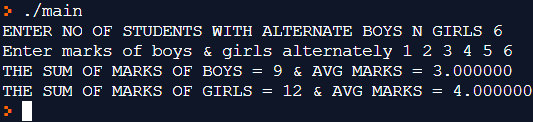 > ./main
ENTER NO OF STUDENTS WITH ALTERNATE BOYS N GIRLS 6
Enter marks of boys & girls alternately 1 2 3 4 5 6
THE SUM OF MARKS OF BOYS = 9 & AVG MARKS = 3.000000
THE SUM OF MARKS OF GIRLS = 12 & AVG MARKS = 4.000000
>